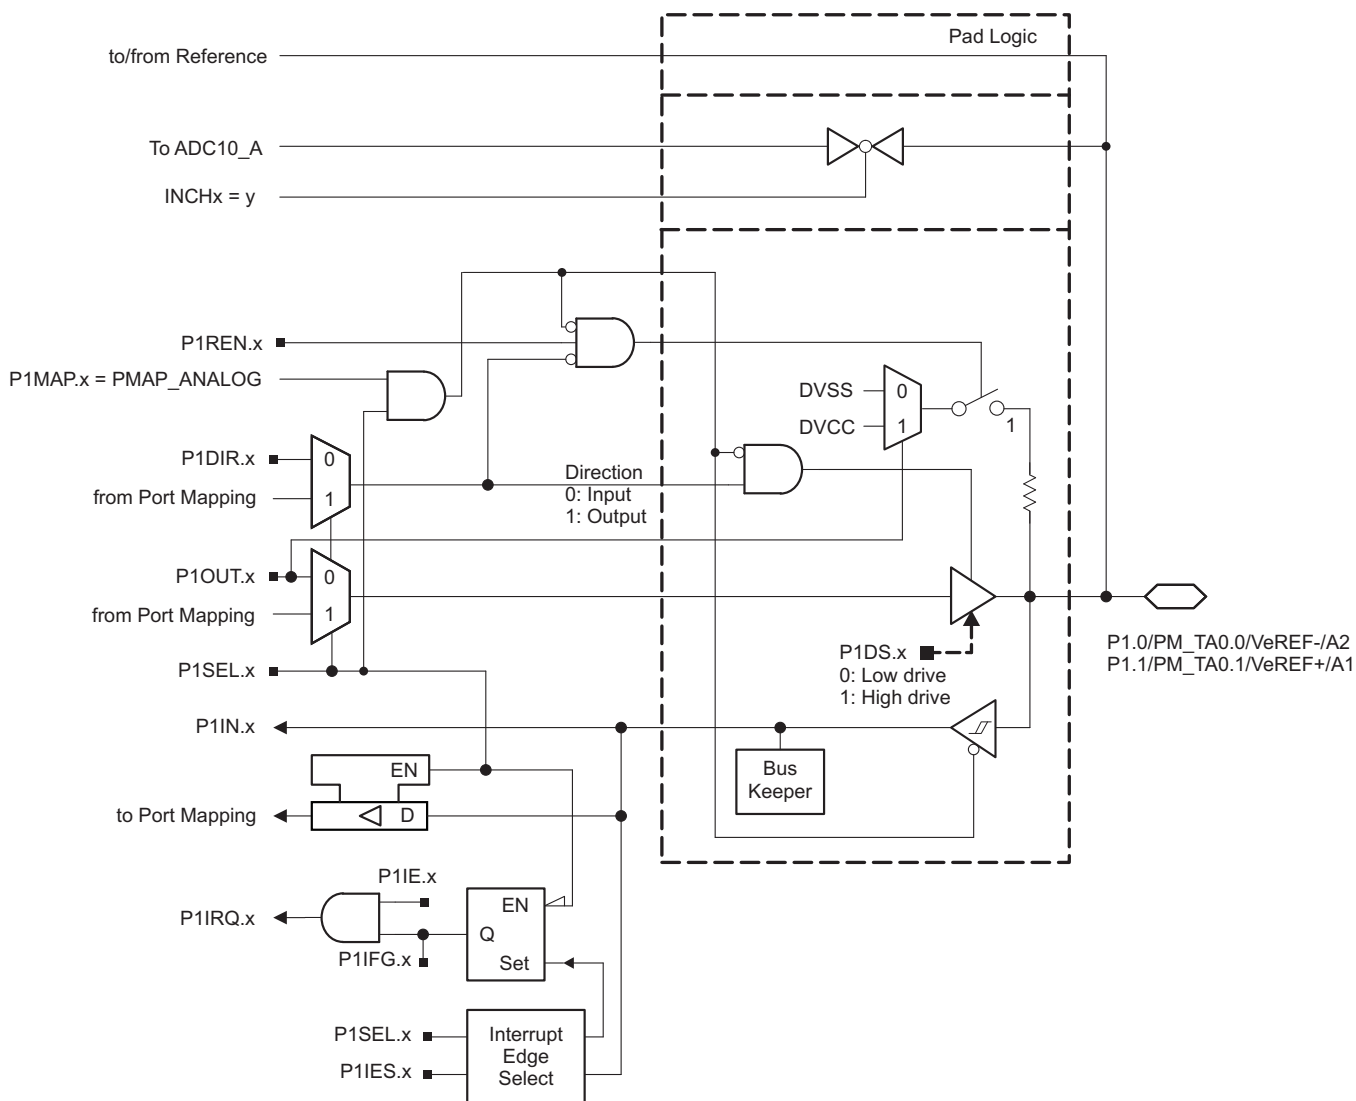 Pad Logic
to/from Reference
To ADC10_A
INCHx = y
P1REN.x
P1MAP.x = PMAP_ANALOG
DVSS
0
DVCC
1
1
P1DIR.x
0
from Port Mapping
1
Direction
0: Input
1: Output
P1OUT.x
0
from Port Mapping
1
P1SEL.x
P1DS.x
0: Low drive
1: High drive
P1.0/PM_TA0.0/VeREF-/A2
P1.1/PM_TA0.1/VeREF+/A1
P1IN.x
Bus
Keeper
EN
to Port Mapping
D
P1IE.x
P1IRQ.x
EN
Q
P1IFG.x
Set
P1SEL.x
P1IES.x
Interrupt
Edge
Select